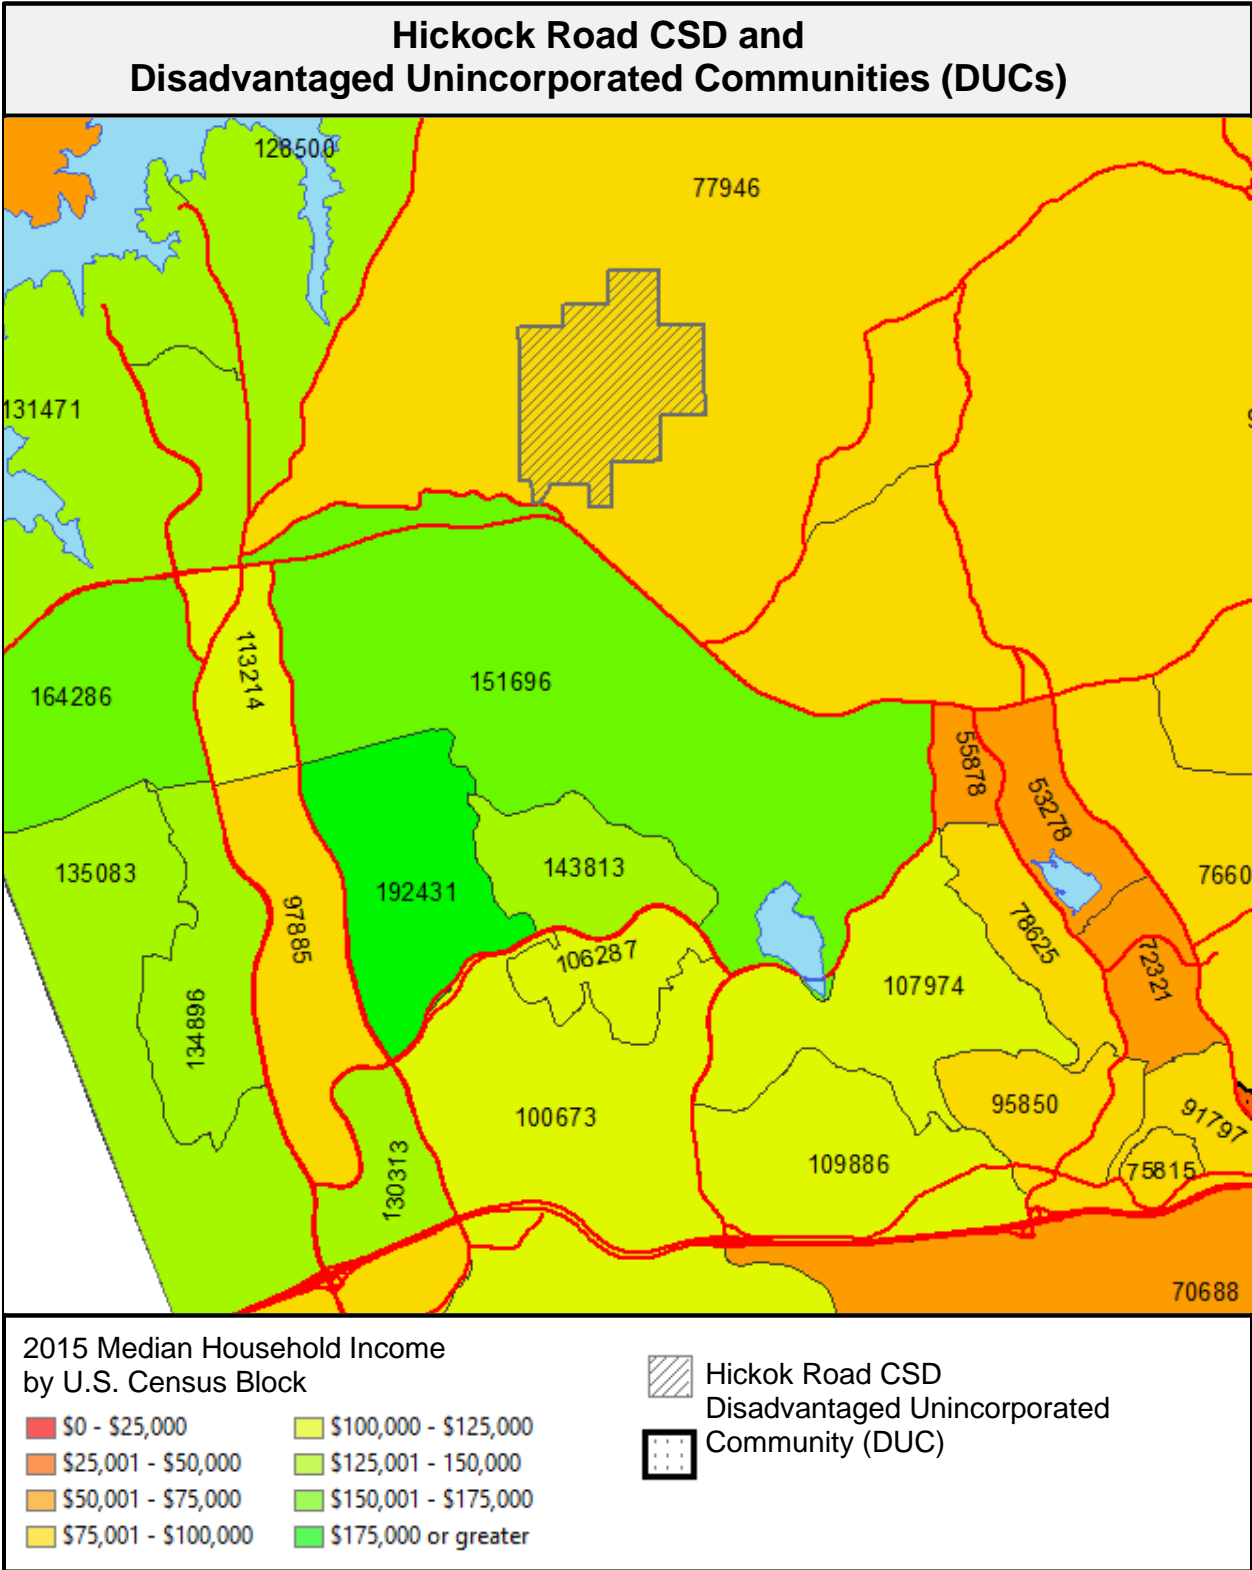 Hickock Road CSD and
Disadvantaged Unincorporated Communities (DUCs)
128500
77946
131471
9
113214
164286
151696
55878
53278
135083
192431
143813
7660
97885
106287
78625
72321
107974
134896
100673
95850
91797
130313
109886
75815
70688
2015 Median Household Income
by U.S. Census Block
$0 - $25,000
$25,001 - $50,000
$50,001 - $75,000
$75,001 - $100,000
$100,000 - $125,000
$125,001 - 150,000
$150,001 - $175,000
$175,000 or greater
Hickok Road CSD
Disadvantaged Unincorporated
Community (DUC)